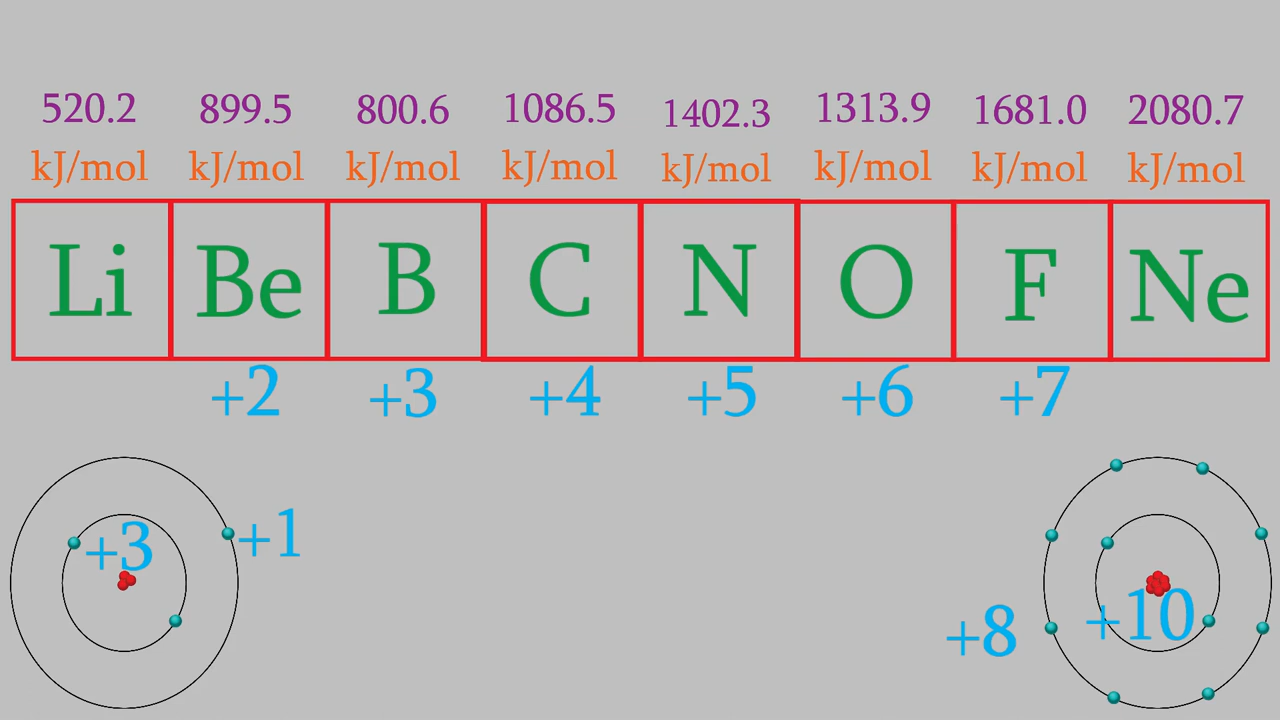 520.2 899.5 800.6 1086.5 1402.3 1313.9 1681.0 2080.7
kJ/mol kJ/mol kJ/mol kJ/mol kJ/mol kJ/mol kJ/mol kJ/mol
Li Be B C N O F Ne
+2 +3 +4 +5 +6 +7
+3 +1
+8 +10